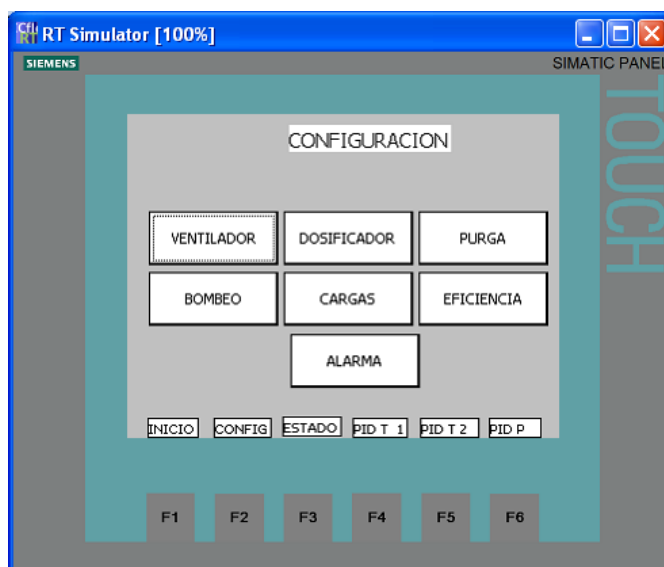 RT Simulator [100%]
SIEMENS
SIMATIC PANEL
TOUCH
CONFIGURACION
VENTILADOR DOSIFICADOR PURGA
BOMBEO CARGAS EFICIENCIA
ALARMA
INICIO CONFIG ESTADO PID T 1 PID T 2 PID P
F1 F2 F3 F4 F5 F6